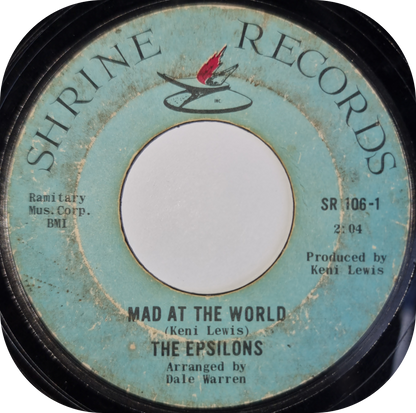 SHRINE RECORDS
Ramitary
Mus.Corp.
BMI
SR 106-1
2:04
Produced by
Keni Lewis
MAD AT THE WORLD
(Keni Lewis)
THE EPSILONS
Arranged by
Dale Warren